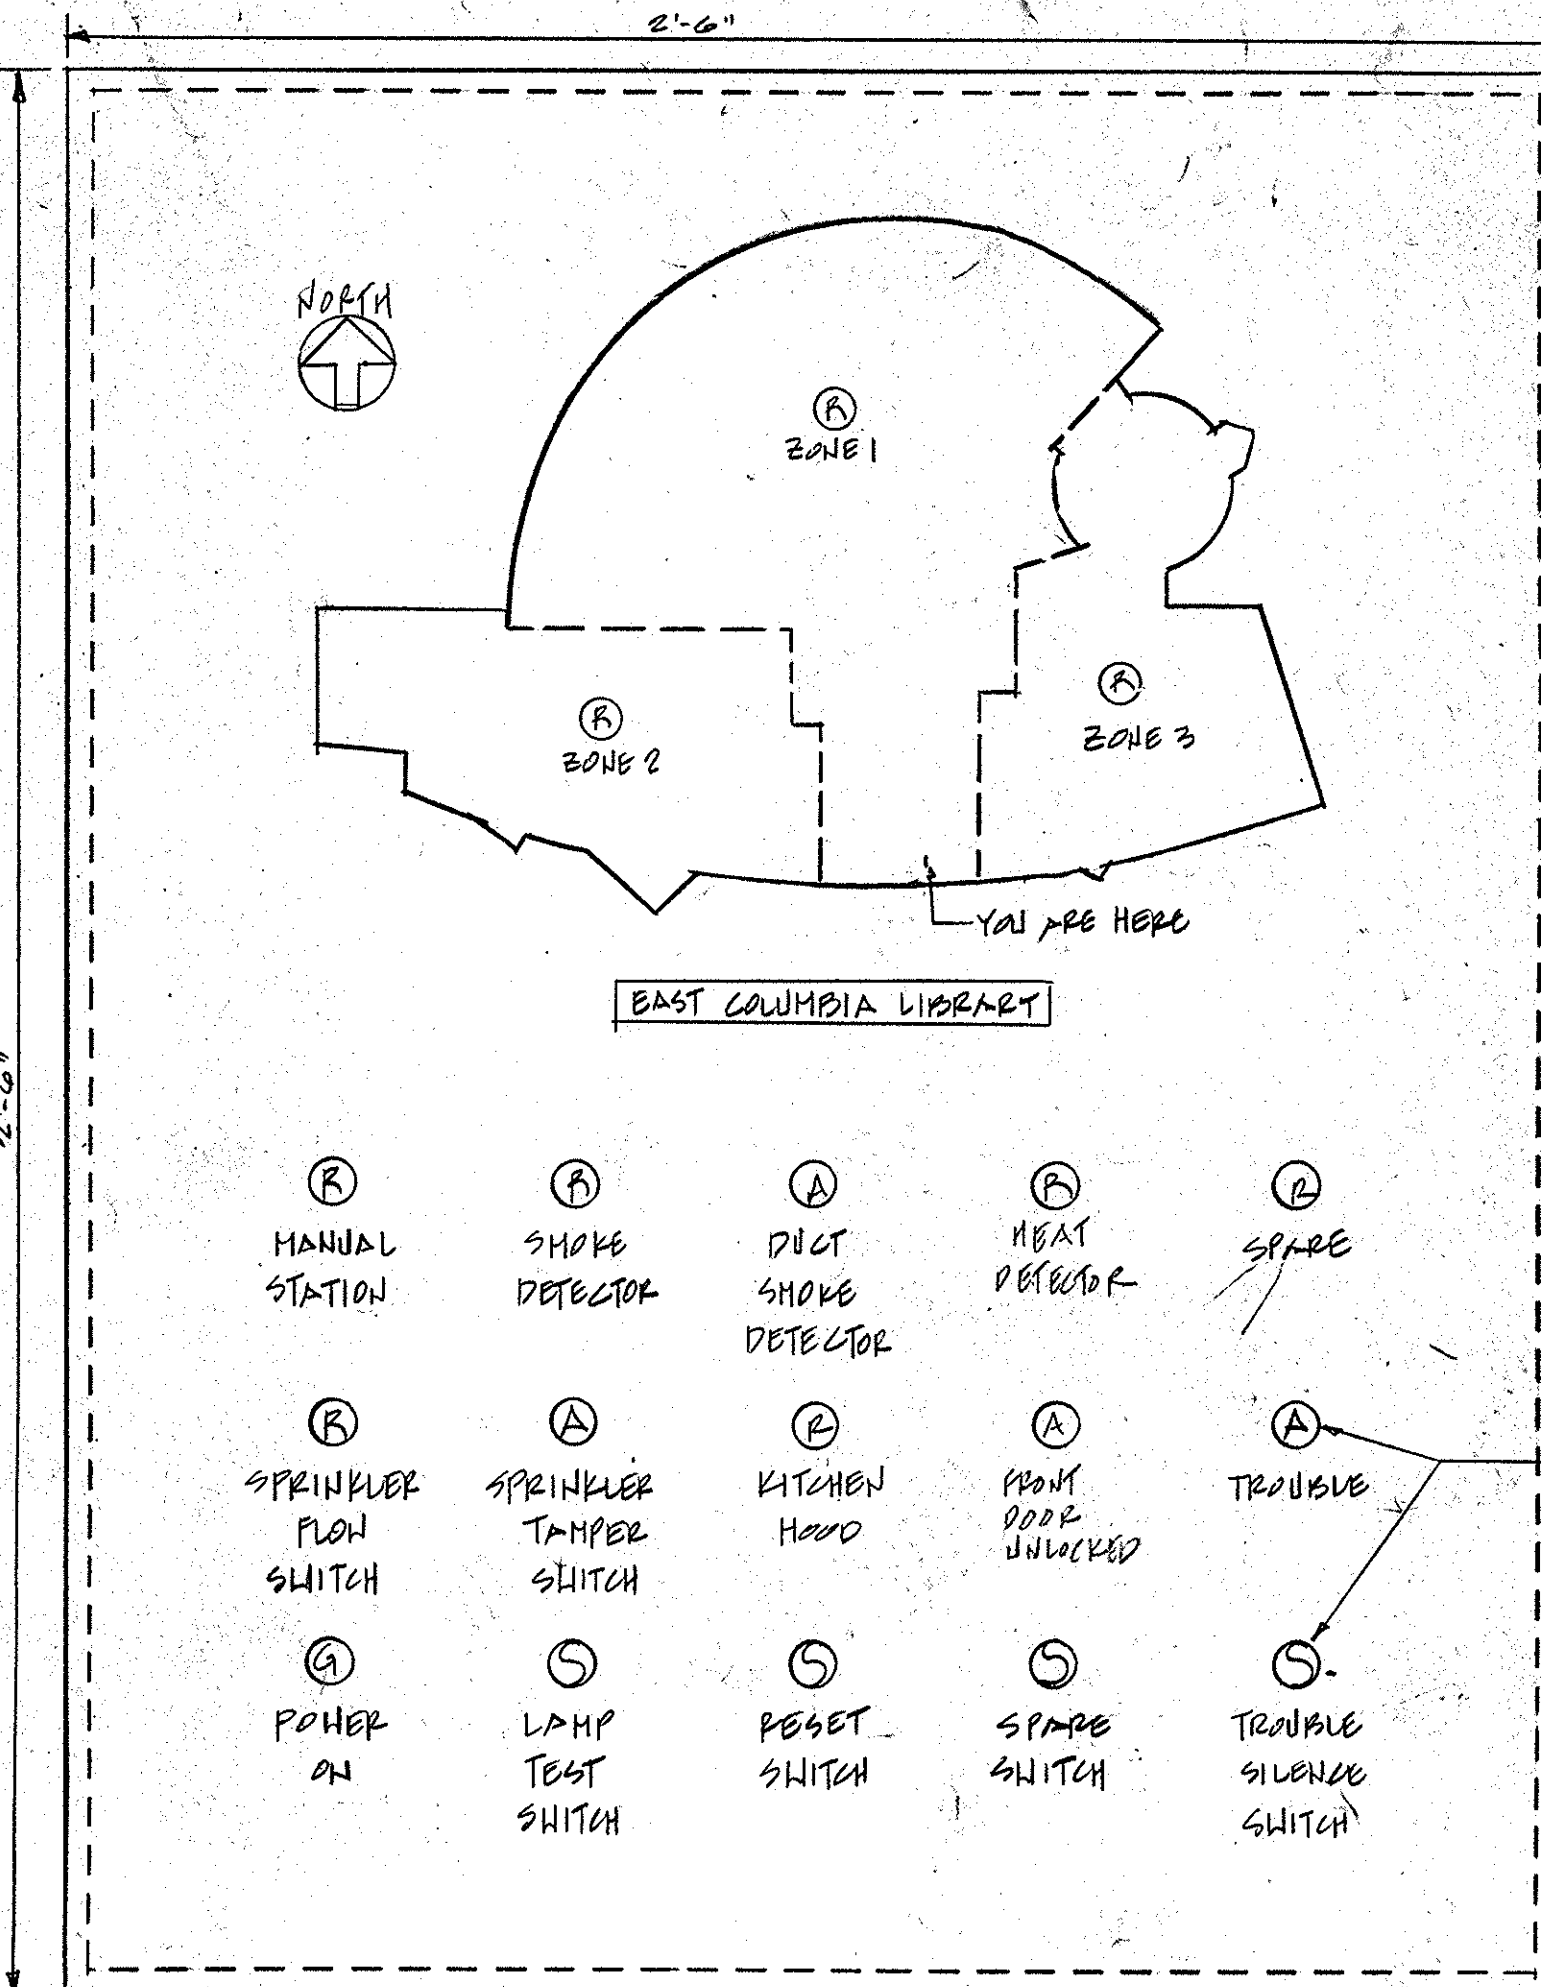 2'-6"
NORTH
R
ZONE 1
R
ZONE 2
R
ZONE 3
YOU ARE HERE
EAST COLUMBIA LIBRARY
2'-6"
R R A R R
MANUAL SMOKE DUCT HEAT SPARE
STATION DETECTOR SMOKE DETECTOR
DETECTOR
R A R A A
SPRINKLER SPRINKLER KITCHEN FRONT TROUBLE
FLOW TAMPER HOOD DOOR
SWITCH SWITCH UNLOCKED
G S S S S
POWER LAMP RESET SPARE TROUBLE
ON TEST SWITCH SWITCH SILENCE
SWITCH SWITCH